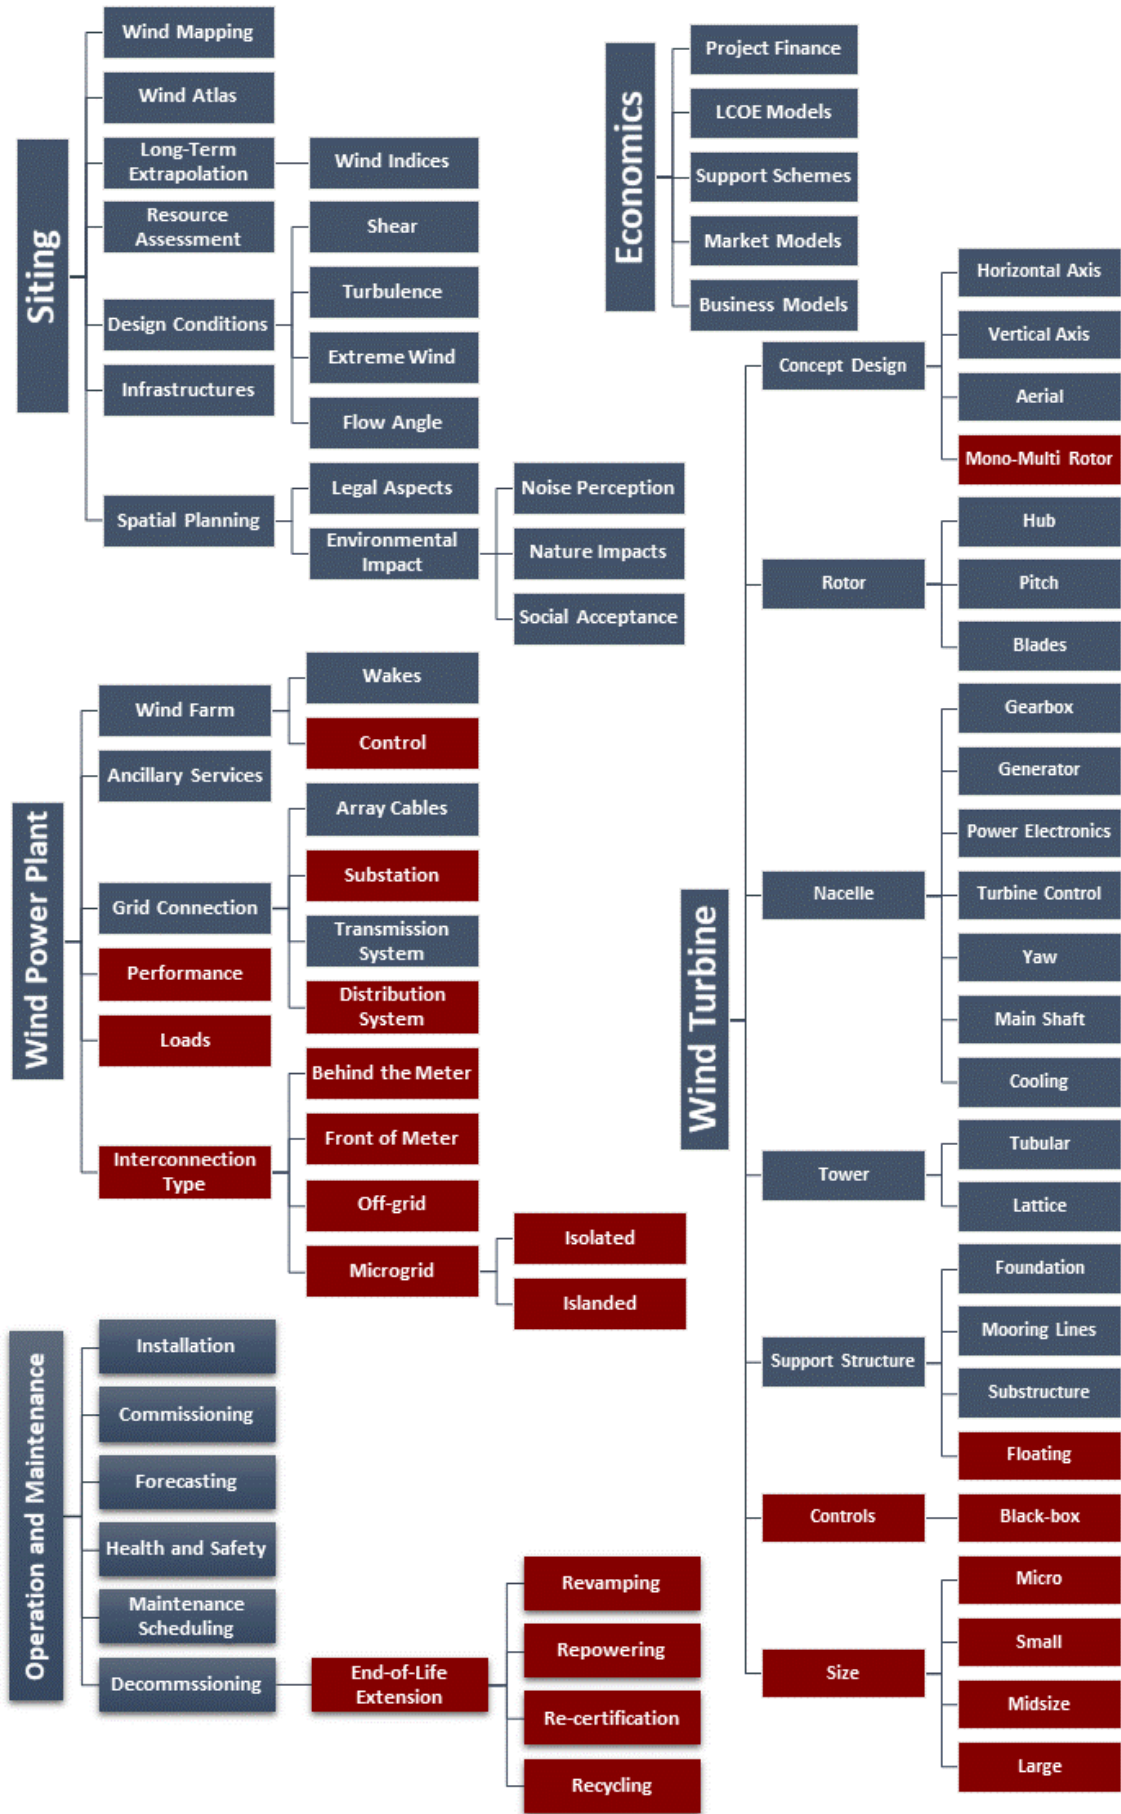 Siting
Wind Mapping
Wind Atlas
Long-Term
Extrapolation
Wind Indices
Resource
Assessment
Design Conditions
Shear
Turbulence
Extreme Wind
Flow Angle
Infrastructures
Spatial Planning
Legal Aspects
Environmental
Impact
Noise Perception
Nature Impacts
Social Acceptance
Economics
Project Finance
LCOE Models
Support Schemes
Market Models
Business Models
Wind Power Plant
Wind Farm
Wakes
Control
Ancillary Services
Grid Connection
Array Cables
Substation
Transmission
System
Distribution
System
Performance
Loads
Interconnection
Type
Behind the Meter
Front of Meter
Off-grid
Microgrid
Isolated
Islanded
Operation and Maintenance
Installation
Commissioning
Forecasting
Health and Safety
Maintenance
Scheduling
Decommssioning
End-of-Life
Extension
Revamping
Repowering
Re-certification
Recycling
Wind Turbine
Concept Design
Horizontal Axis
Vertical Axis
Aerial
Mono-Multi Rotor
Rotor
Hub
Pitch
Blades
Nacelle
Gearbox
Generator
Power Electronics
Turbine Control
Yaw
Main Shaft
Cooling
Tower
Tubular
Lattice
Support Structure
Foundation
Mooring Lines
Substructure
Floating
Controls
Black-box
Size
Micro
Small
Midsize
Large